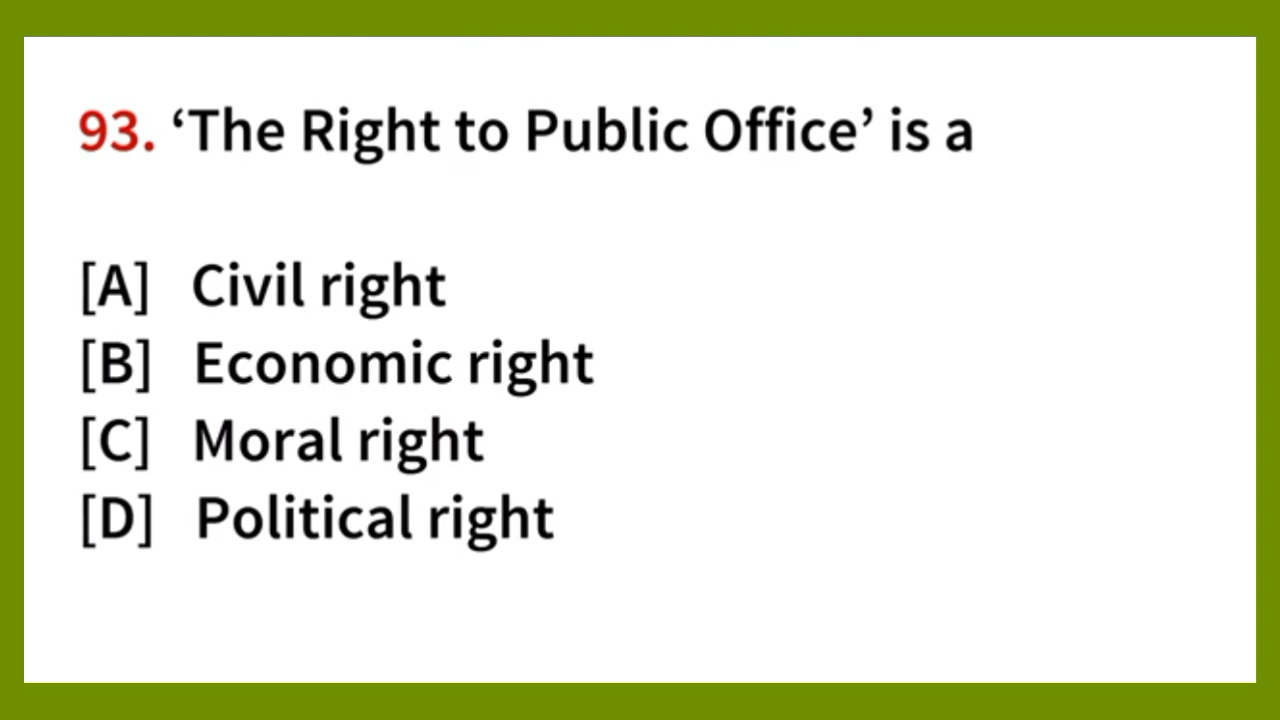 93. ‘The Right to Public Office’ is a
[A] Civil right
[B] Economic right
[C] Moral right
[D] Political right